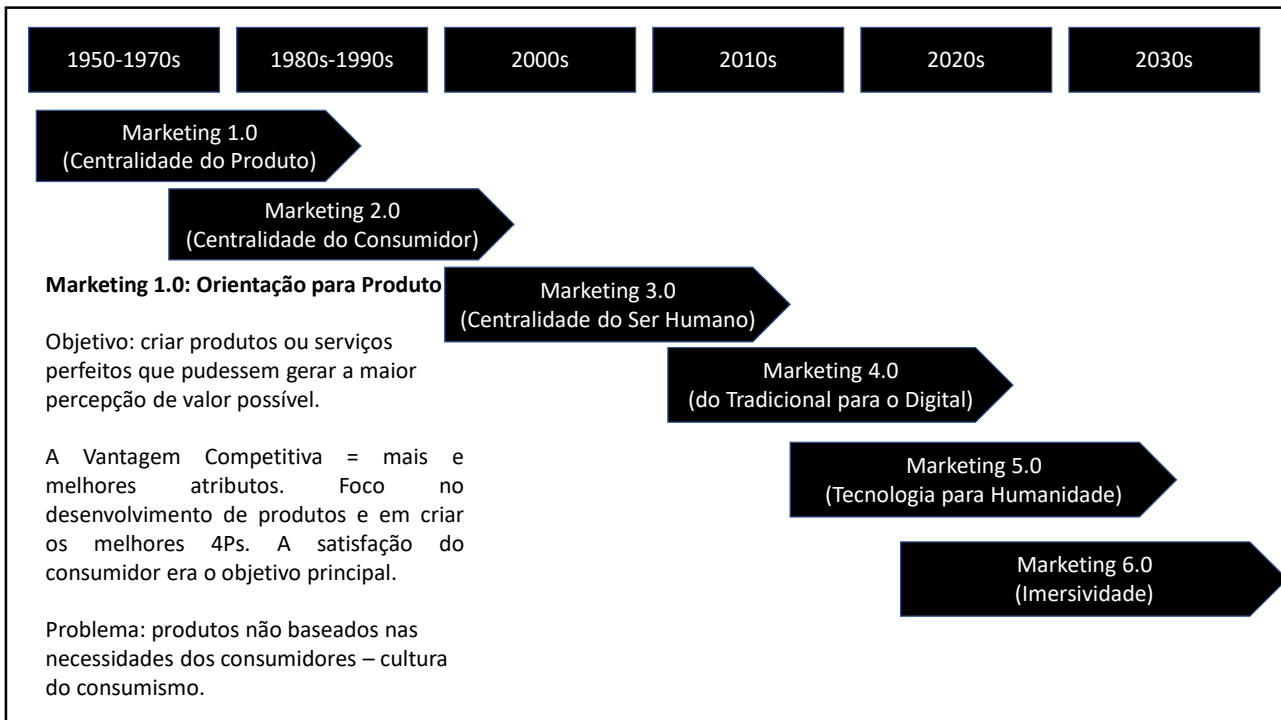 1950-1970s
1980s-1990s
2000s
2010s
2020s
2030s
Marketing 1.0
(Centralidade do Produto)
Marketing 2.0
(Centralidade do Consumidor)
Marketing 3.0
(Centralidade do Ser Humano)
Marketing 4.0
(do Tradicional para o Digital)
Marketing 5.0
(Tecnologia para Humanidade)
Marketing 6.0
(Imersividade)
Marketing 1.0: Orientação para Produto
Objetivo: criar produtos ou serviços
perfeitos que pudessem gerar a maior
percepção de valor possível.
A Vantagem Competitiva = mais e
melhores atributos. Foco no
desenvolvimento de produtos e em criar
os melhores 4Ps. A satisfação do
consumidor era o objetivo principal.
Problema: produtos não baseados nas
necessidades dos consumidores – cultura
do consumismo.